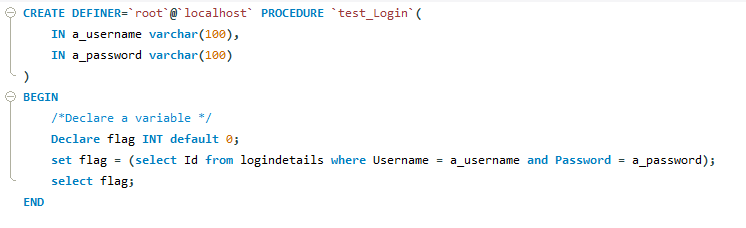 CREATE DEFINER=`root`@`localhost` PROCEDURE `test_Login`(
IN a_username varchar(100),
IN a_password varchar(100)
)
BEGIN
/*Declare a variable */
Declare flag INT default 0;
set flag = (select Id from logindetails where Username = a_username and Password = a_password);
select flag;
END